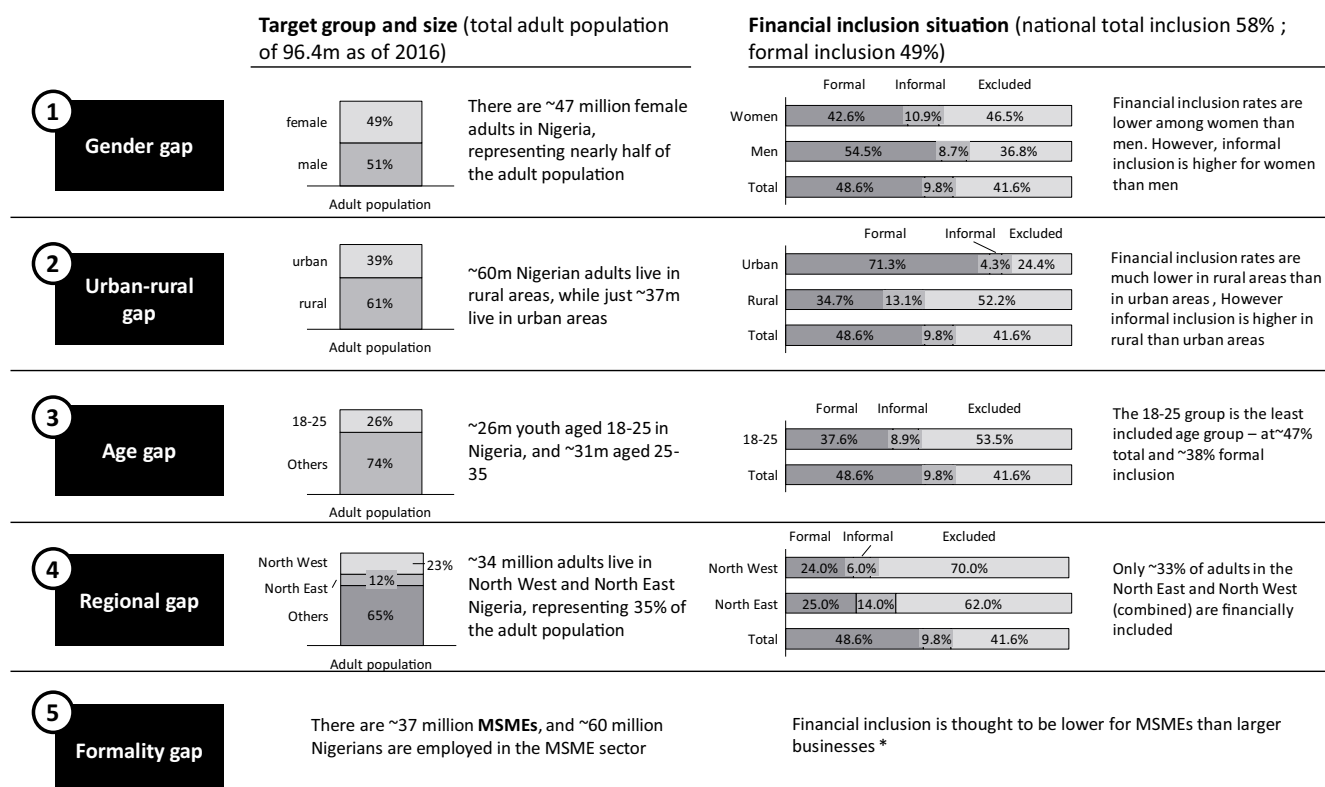 Target group and size (total adult population
of 96.4m as of 2016)
Financial inclusion situation (national total inclusion 58% ;
formal inclusion 49%)
1
Gender gap
female
49%
male
51%
Adult population
There are ~47 million female
adults in Nigeria,
representing nearly half of
the adult population
Formal Informal Excluded
Women 42.6% 10.9% 46.5%
Men 54.5% 8.7% 36.8%
Total 48.6% 9.8% 41.6%
Financial inclusion rates are
lower among women than
men. However, informal
inclusion is higher for women
than men
2
Urban-rural
gap
urban
39%
rural
61%
Adult population
~60m Nigerian adults live in
rural areas, while just ~37m
live in urban areas
Formal Informal Excluded
Urban 71.3% 4.3% 24.4%
Rural 34.7% 13.1% 52.2%
Total 48.6% 9.8% 41.6%
Financial inclusion rates are
much lower in rural areas than
in urban areas , However
informal inclusion is higher in
rural than urban areas
3
Age gap
18-25
26%
Others
74%
Adult population
~26m youth aged 18-25 in
Nigeria, and ~31m aged 25-
35
Formal Informal Excluded
18-25 37.6% 8.9% 53.5%
Total 48.6% 9.8% 41.6%
The 18-25 group is the least
included age group – at~47%
total and ~38% formal
inclusion
4
Regional gap
North West
23%
North East
12%
Others
65%
Adult population
~34 million adults live in
North West and North East
Nigeria, representing 35% of
the adult population
Formal Informal Excluded
North West 24.0% 6.0% 70.0%
North East 25.0% 14.0% 62.0%
Total 48.6% 9.8% 41.6%
Only ~33% of adults in the
North East and North West
(combined) are financially
included
5
Formality gap
There are ~37 million MSMEs, and ~60 million
Nigerians are employed in the MSME sector
Financial inclusion is thought to be lower for MSMEs than larger
businesses *